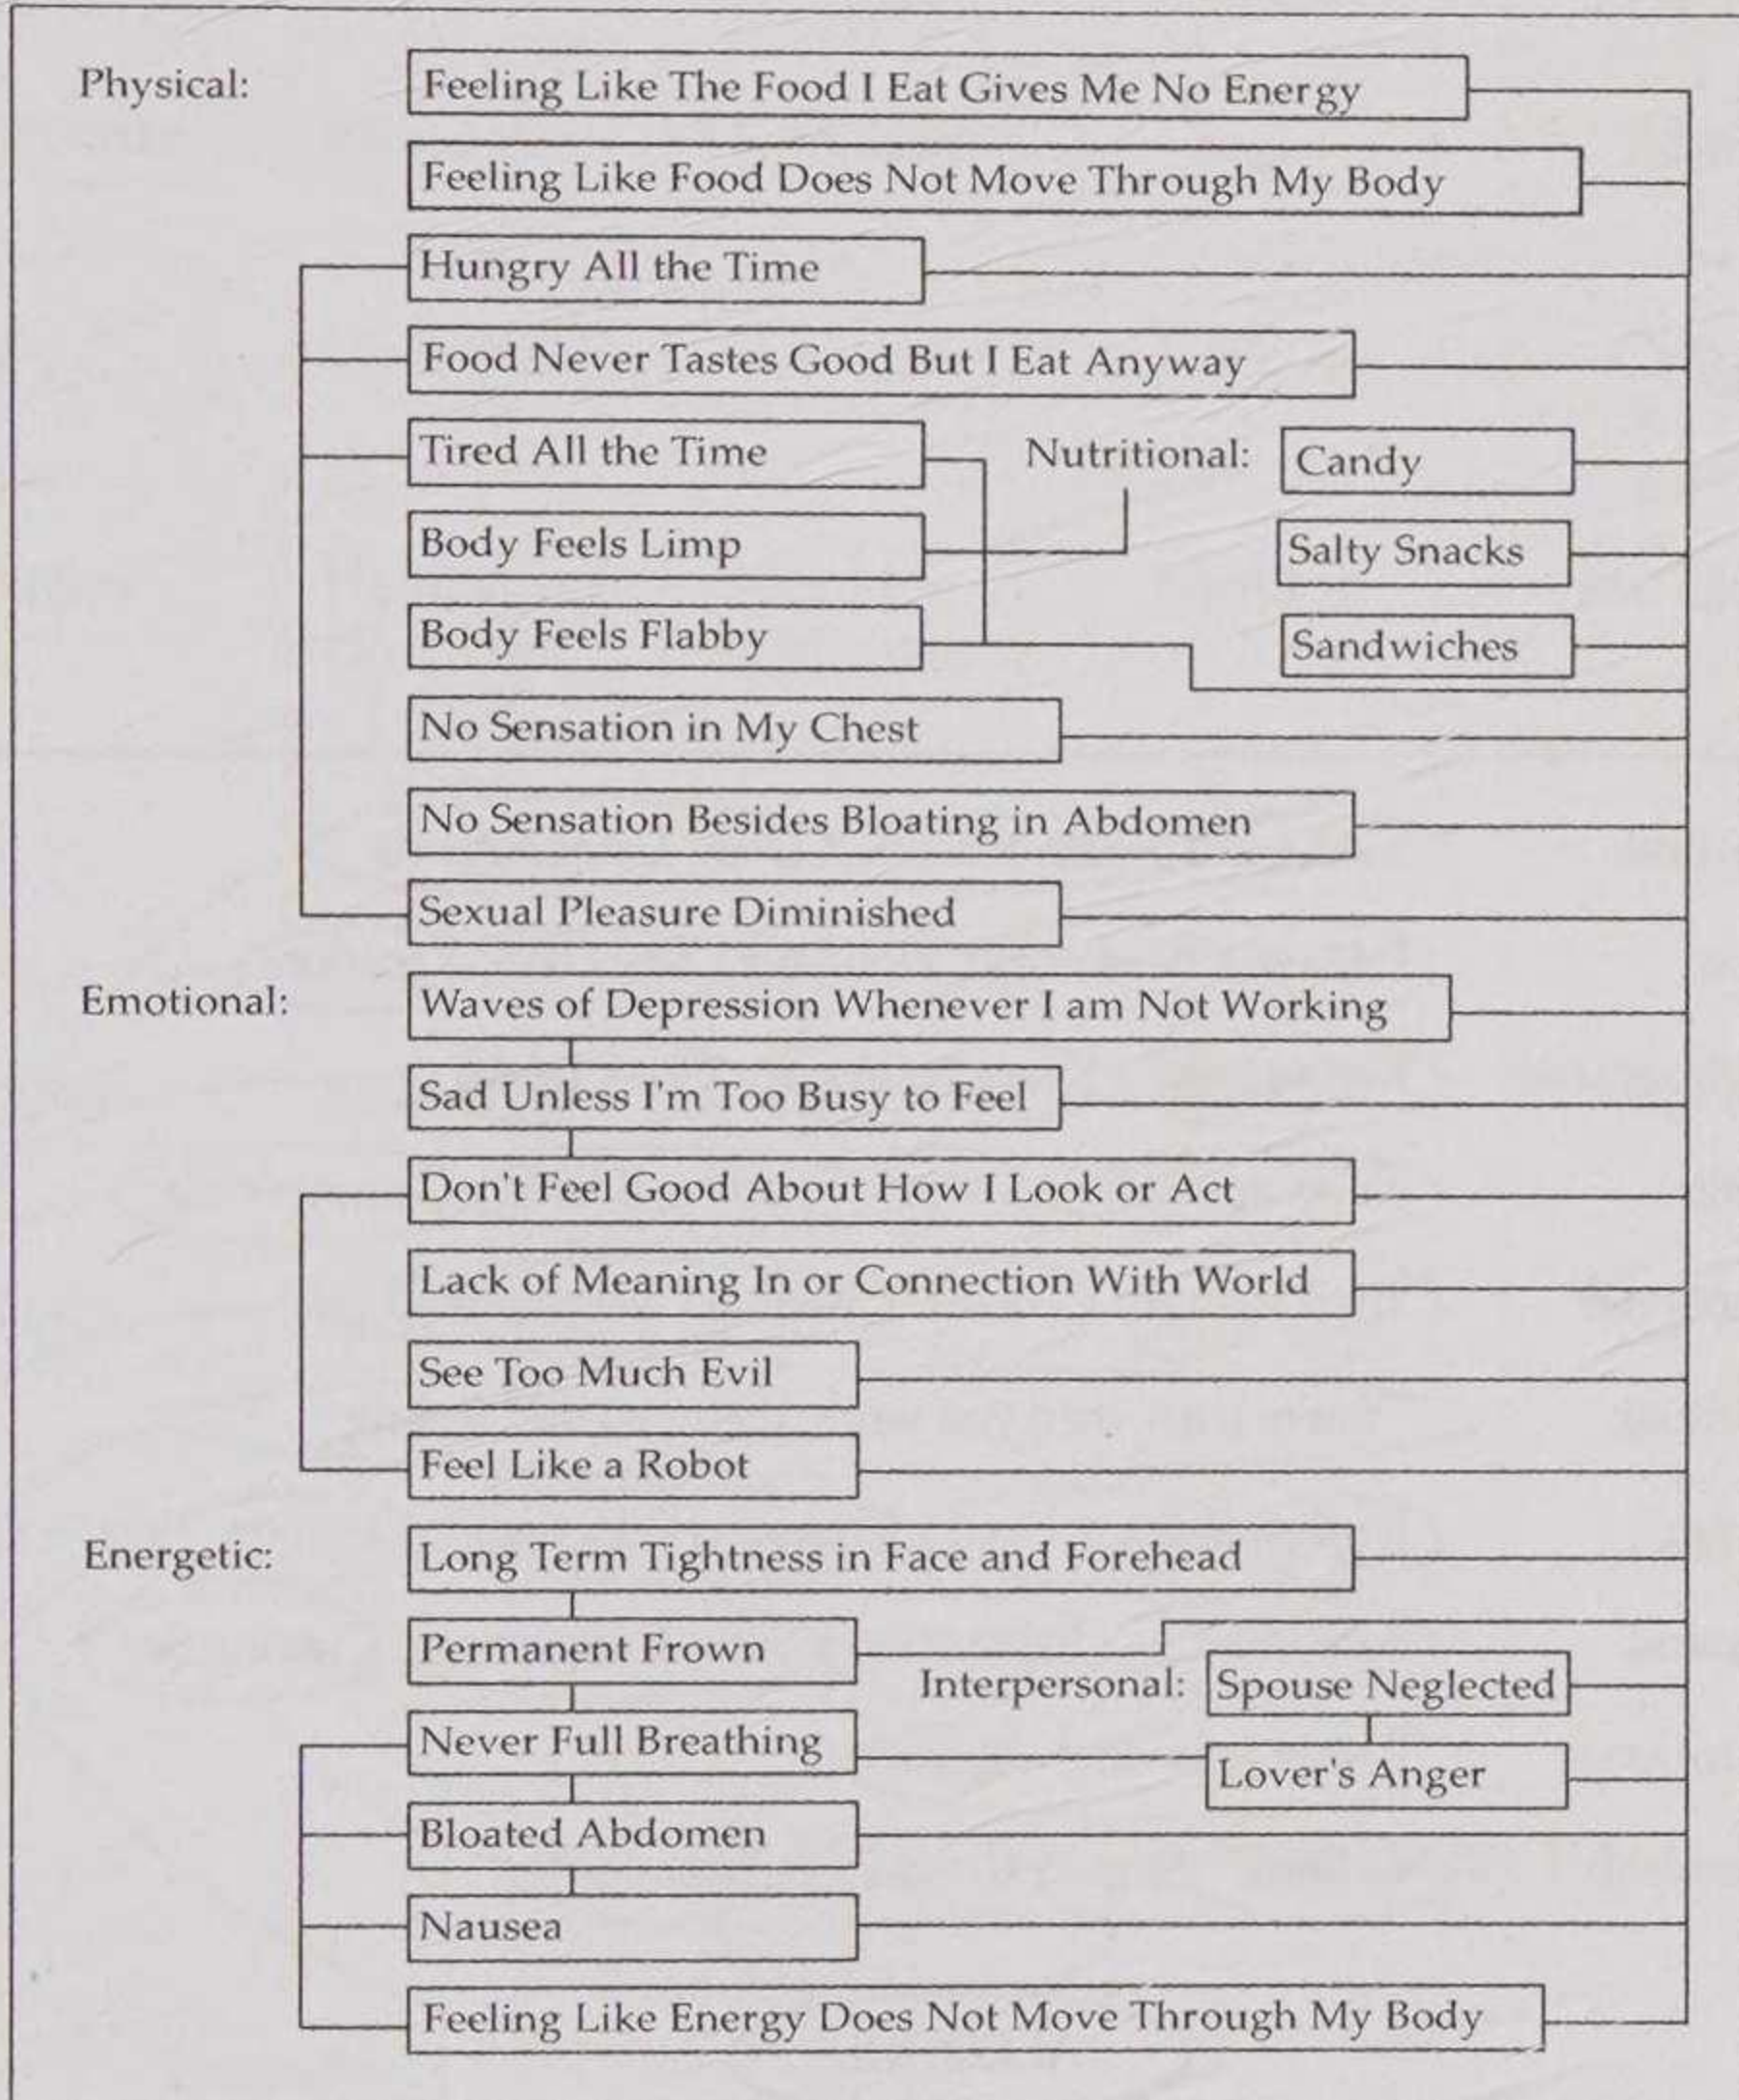 Physical:
Feeling Like The Food I Eat Gives Me No Energy
Feeling Like Food Does Not Move Through My Body
Hungry All the Time
Food Never Tastes Good But I Eat Anyway
Tired All the Time
Nutritional:
Candy
Body Feels Limp
Salty Snacks
Body Feels Flabby
Sandwiches
No Sensation in My Chest
No Sensation Besides Bloating in Abdomen
Sexual Pleasure Diminished
Emotional:
Waves of Depression Whenever I am Not Working
Sad Unless I'm Too Busy to Feel
Don't Feel Good About How I Look or Act
Lack of Meaning In or Connection With World
See Too Much Evil
Feel Like a Robot
Energetic:
Long Term Tightness in Face and Forehead
Permanent Frown
Interpersonal:
Spouse Neglected
Never Full Breathing
Lover's Anger
Bloated Abdomen
Nausea
Feeling Like Energy Does Not Move Through My Body